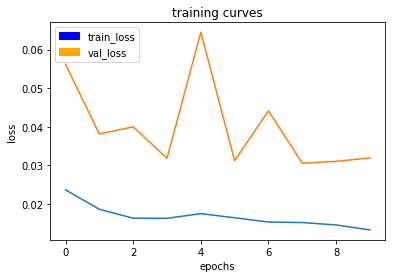 training curves
train_loss
val_loss
0.06
0.05
0.04
0.03
0.02
loss
0 2 4 6 8
epochs